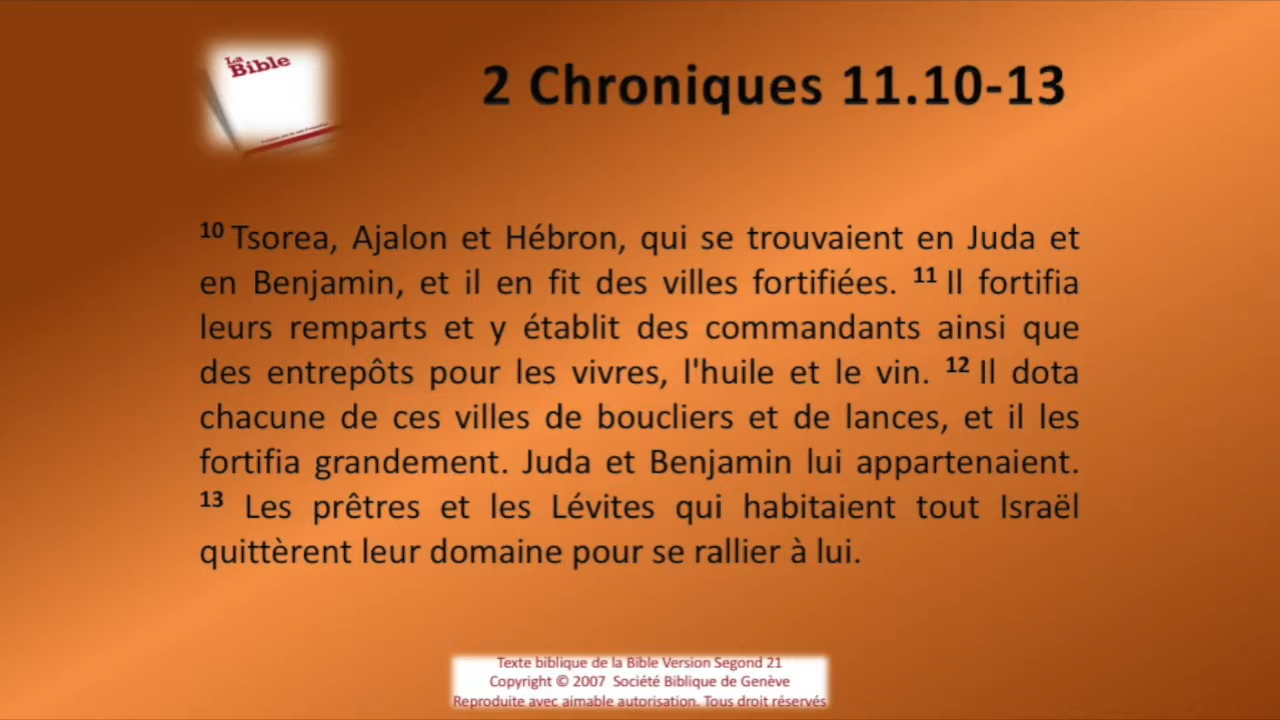 La
Bible
2 Chroniques 11.10-13
10 Tsorea, Ajalon et Hébron, qui se trouvaient en Juda et
en Benjamin, et il en fit des villes fortifiées. 11 Il fortifia
leurs remparts et y établit des commandants ainsi que
des entrepôts pour les vivres, l'huile et le vin. 12 Il dota
chacune de ces villes de boucliers et de lances, et il les
fortifia grandement. Juda et Benjamin lui appartenaient.
13 Les prêtres et les Lévites qui habitaient tout Israël
quittèrent leur domaine pour se rallier à lui.
Texte biblique de la Bible Version Segond 21
Copyright © 2007 Société Biblique de Genève
Reproduite avec aimable autorisation. Tous droit réservés